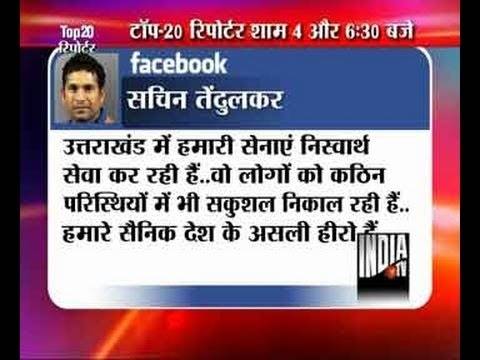 Top20
रिपोर्टर
टॉप-20 रिपोर्टर शाम 4 और 6:30 बजे
facebook
सचिन तेंदुलकर
उत्तराखंड में हमारी सेनाएं निस्वार्थ
सेवा कर रही हैं..वो लोगों को कठिन
परिस्थियों में भी सकुशल निकाल रही हैं..
हमारे सैनिक देश के असली हीरो हैं
INDIA
TV